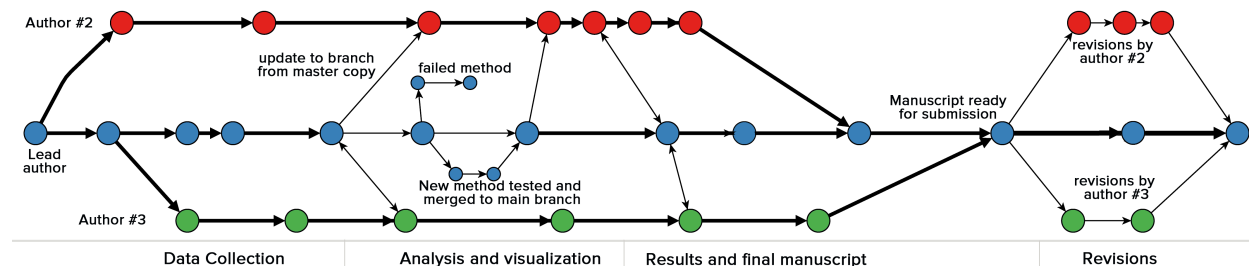 Author #2
update to branch
from master copy
failed method
Manuscript ready
for submission
revisions by
author #2
Lead
author
New method tested and
merged to main branch
revisions by
author #3
Author #3
Data Collection
Analysis and visualization
Results and final manuscript
Revisions